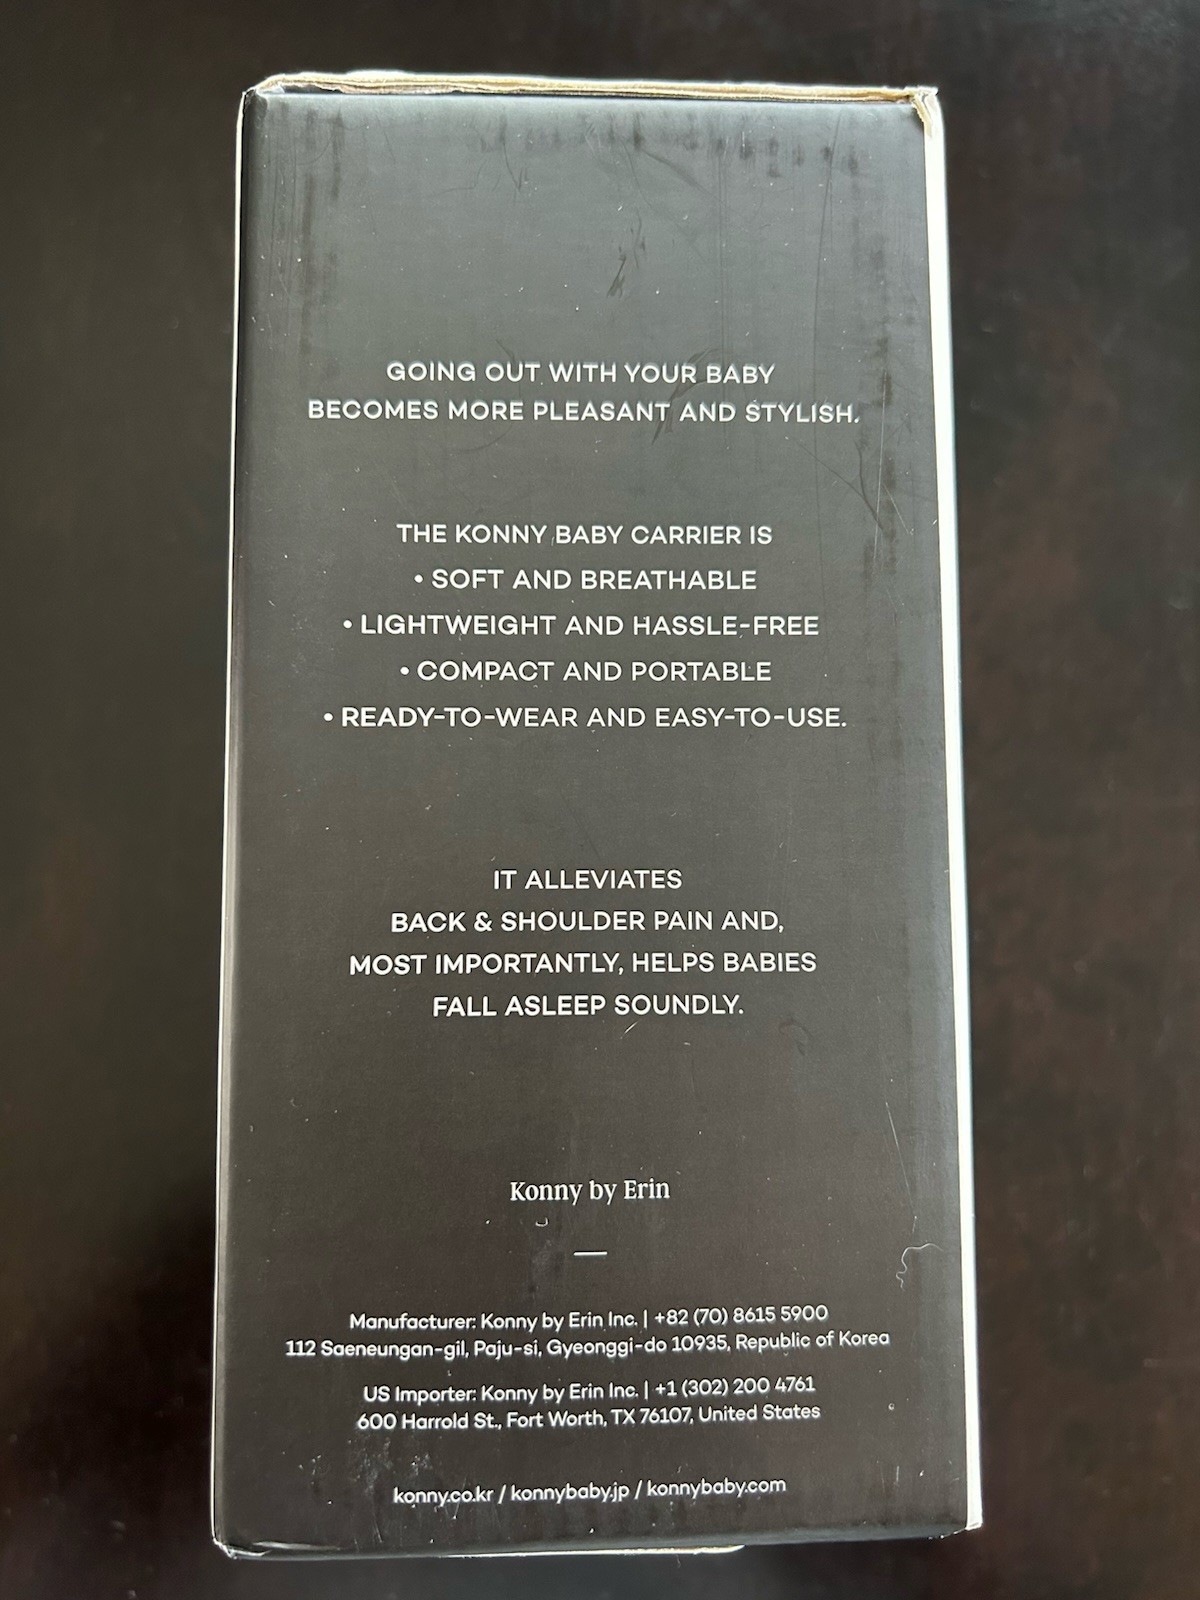 GOING OUT WITH YOUR BABY
BECOMES MORE PLEASANT AND STYLISH.
THE KONNY BABY CARRIER IS
• SOFT AND BREATHABLE
• LIGHTWEIGHT AND HASSLE-FREE
• COMPACT AND PORTABLE
• READY-TO-WEAR AND EASY-TO-USE.
IT ALLEVIATES
BACK & SHOULDER PAIN AND,
MOST IMPORTANTLY, HELPS BABIES
FALL ASLEEP SOUNDLY.
Konny by Erin
Manufacturer: Konny by Erin Inc. | +82 (70) 8615 5900
112 Saeneungan-gil, Paju-si, Gyeonggi-do 10935, Republic of Korea
US Importer: Konny by Erin Inc. | +1 (302) 200 4761
600 Harrold St., Fort Worth, TX 76107, United States
konny.co.kr / konnybaby.jp / konnybaby.com